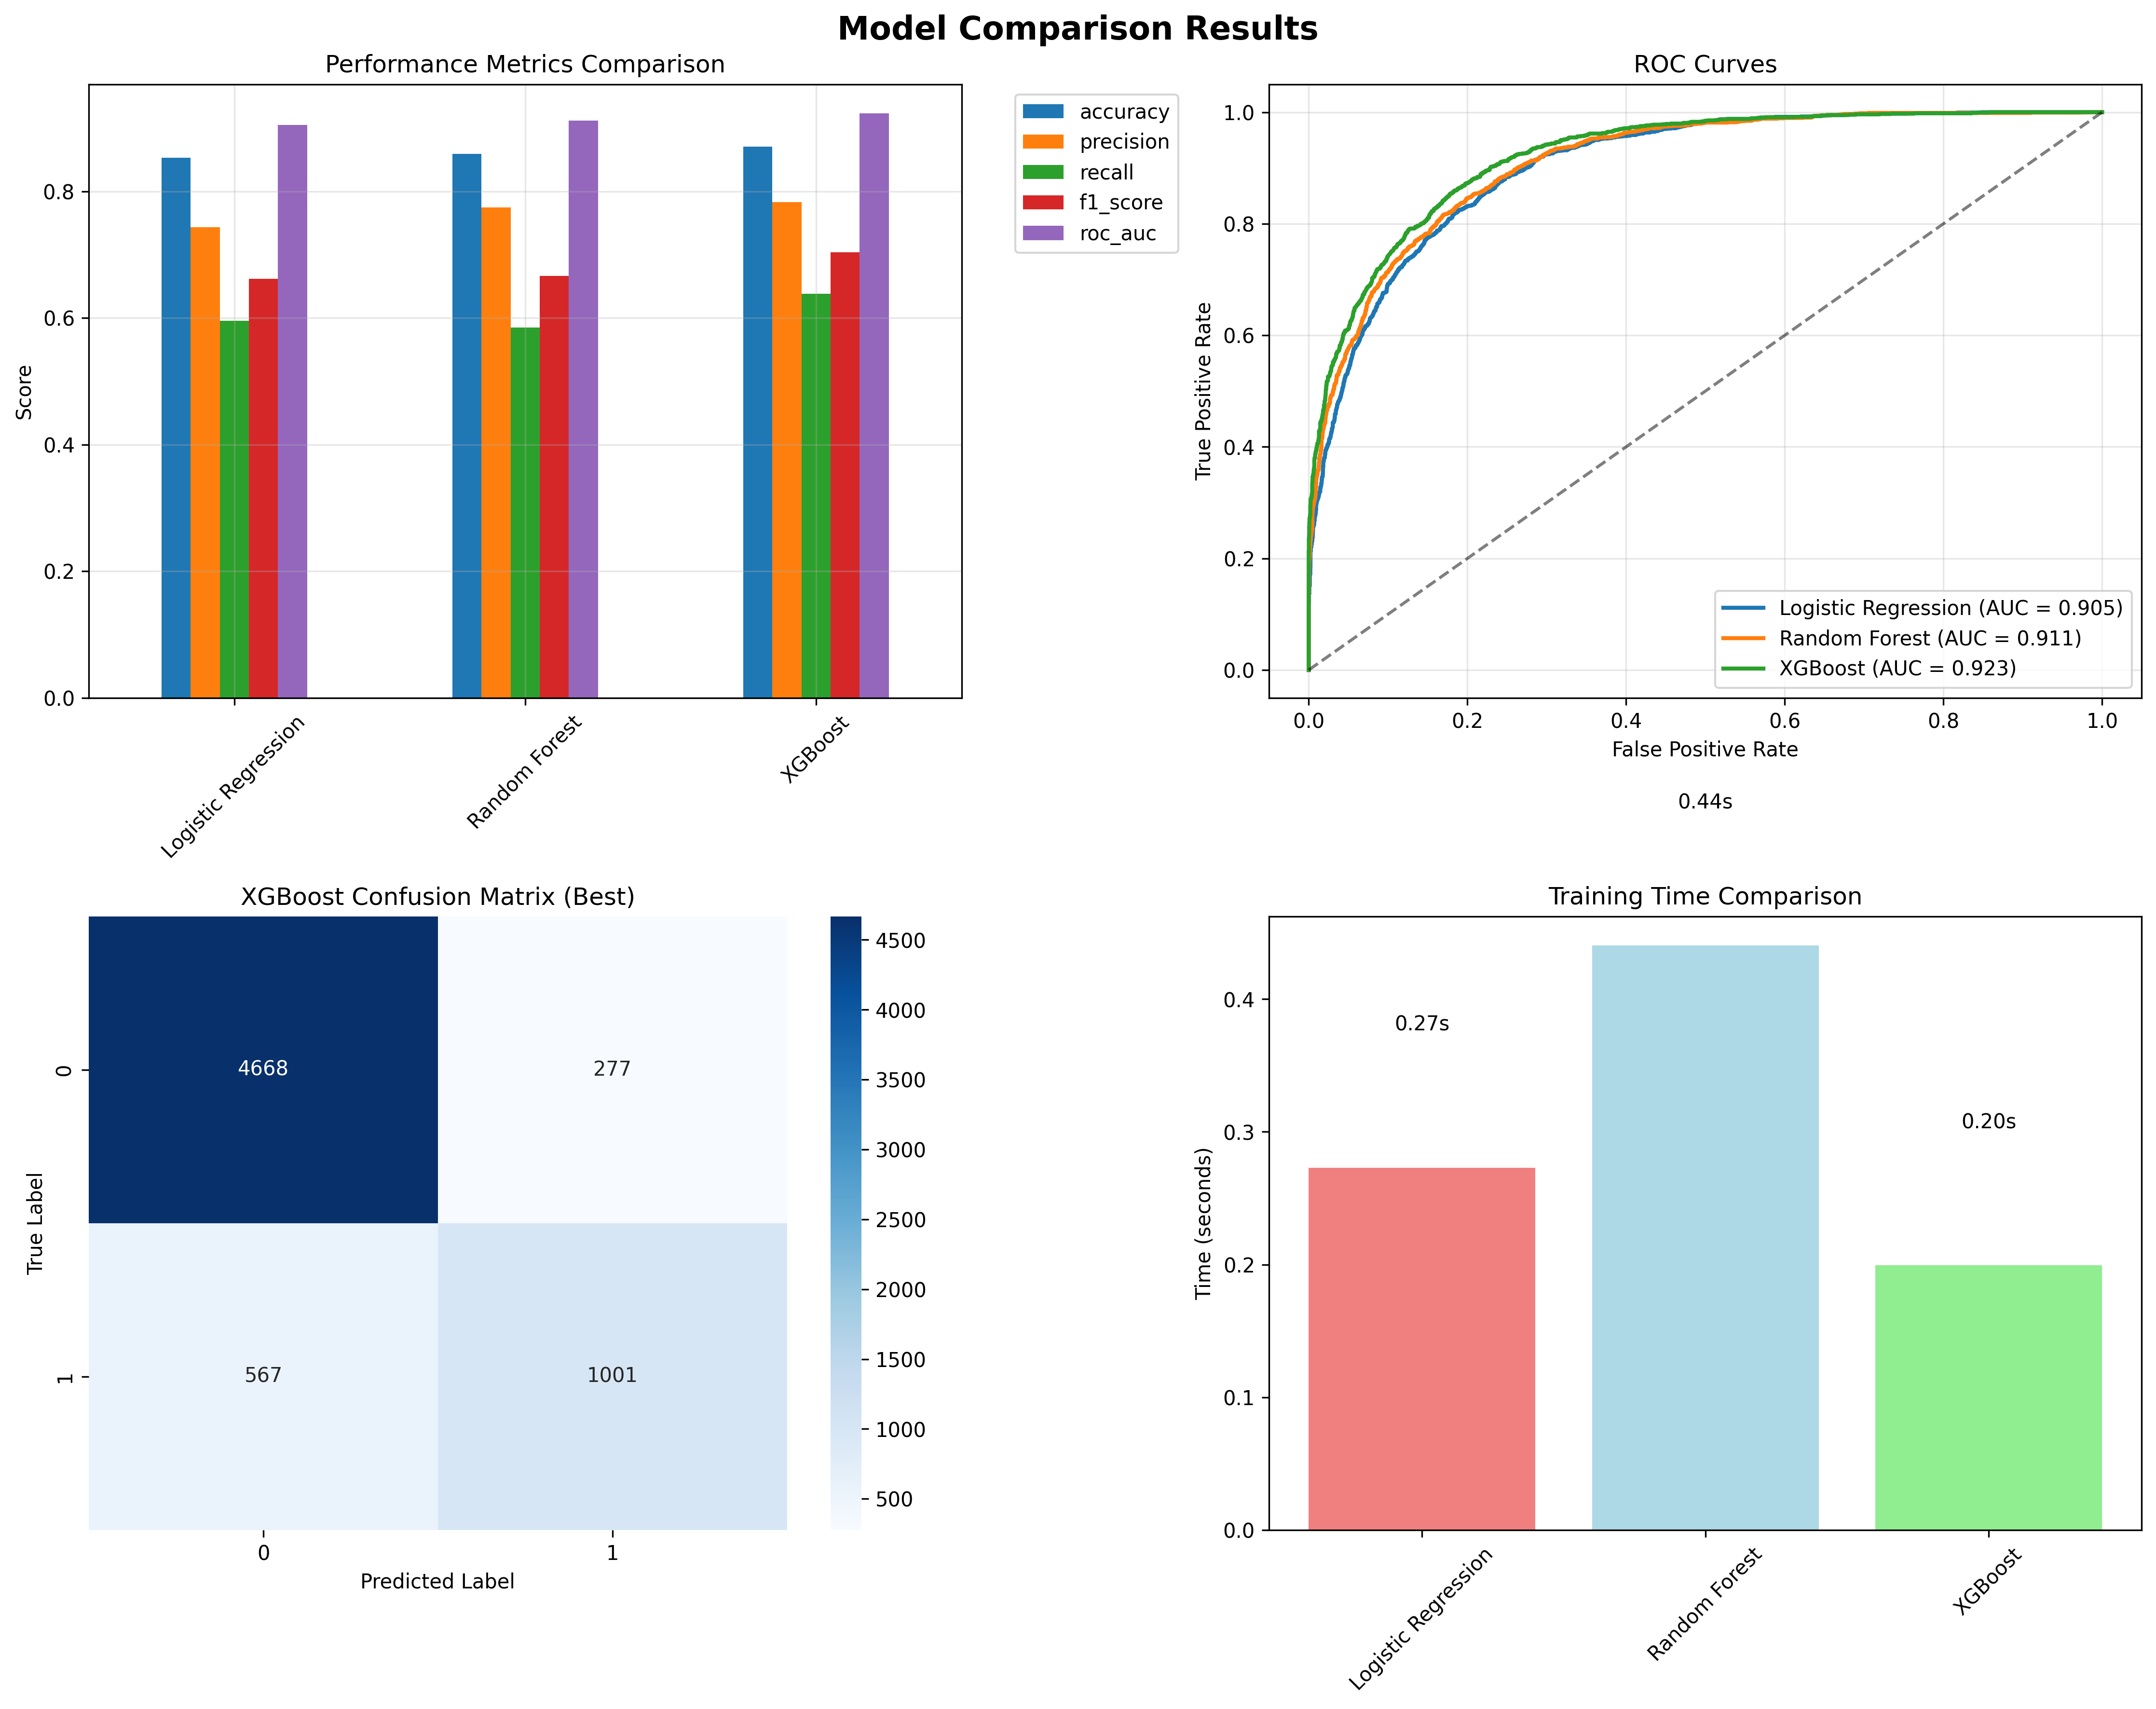 Model Comparison Results
Performance Metrics Comparison
Score
0.8
0.6
0.4
0.2
0.0
Logistic Regression
Random Forest
XGBoost
accuracy
precision
recall
f1_score
roc_auc
ROC Curves
True Positive Rate
1.0
0.8
0.6
0.4
0.2
0.0
Logistic Regression (AUC = 0.905)
Random Forest (AUC = 0.911)
XGBoost (AUC = 0.923)
0.0 0.2 0.4 0.6 0.8 1.0
False Positive Rate
XGBoost Confusion Matrix (Best)
True Label
0
1
4668 277
567 1001
0 1
Predicted Label
4500
4000
3500
3000
2500
2000
1500
1000
500
0.44s
Training Time Comparison
Time (seconds)
0.4
0.3
0.2
0.1
0.0
0.27s
0.20s
Logistic Regression
Random Forest
XGBoost